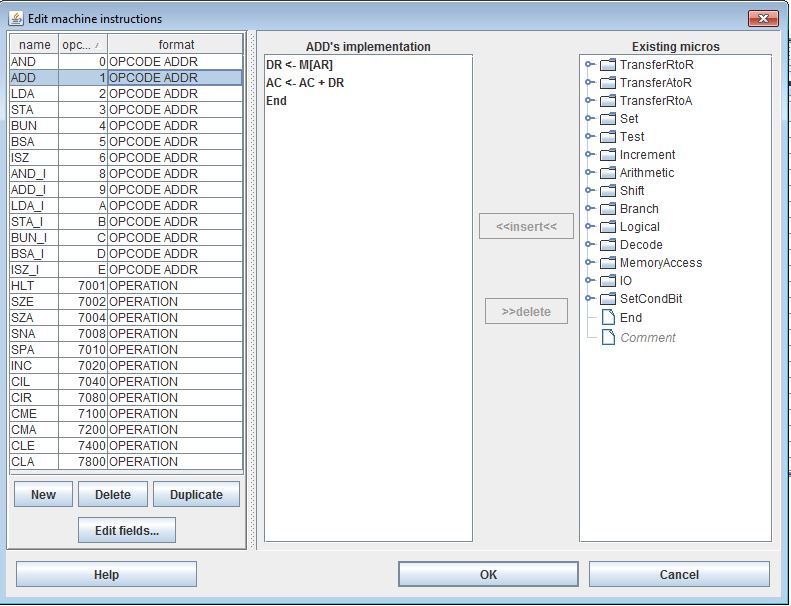 Edit machine instructions
name opc... format
AND 0 OPCODE ADDR
ADD 1 OPCODE ADDR
LDA 2 OPCODE ADDR
STA 3 OPCODE ADDR
BUN 4 OPCODE ADDR
BSA 5 OPCODE ADDR
ISZ 6 OPCODE ADDR
AND_I 8 OPCODE ADDR
ADD_I 9 OPCODE ADDR
LDA_I A OPCODE ADDR
STA_I B OPCODE ADDR
BUN_I C OPCODE ADDR
BSA_I D OPCODE ADDR
ISZ_I E OPCODE ADDR
HLT 7001 OPERATION
SZE 7002 OPERATION
SZA 7004 OPERATION
SNA 7008 OPERATION
SPA 7010 OPERATION
INC 7020 OPERATION
CIL 7040 OPERATION
CIR 7080 OPERATION
CME 7100 OPERATION
CMA 7200 OPERATION
CLE 7400 OPERATION
CLA 7800 OPERATION
New Delete Duplicate
Edit fields...
ADD's implementation
DR <- M[AR]
AC <- AC + DR
End
<<insert<<
>>delete
Existing micros
TransferRtoR
TransferAtoR
TransferRtoA
Set
Test
Increment
Arithmetic
Shift
Branch
Logical
Decode
MemoryAccess
IO
SetCondBit
End
Comment
Help OK Cancel